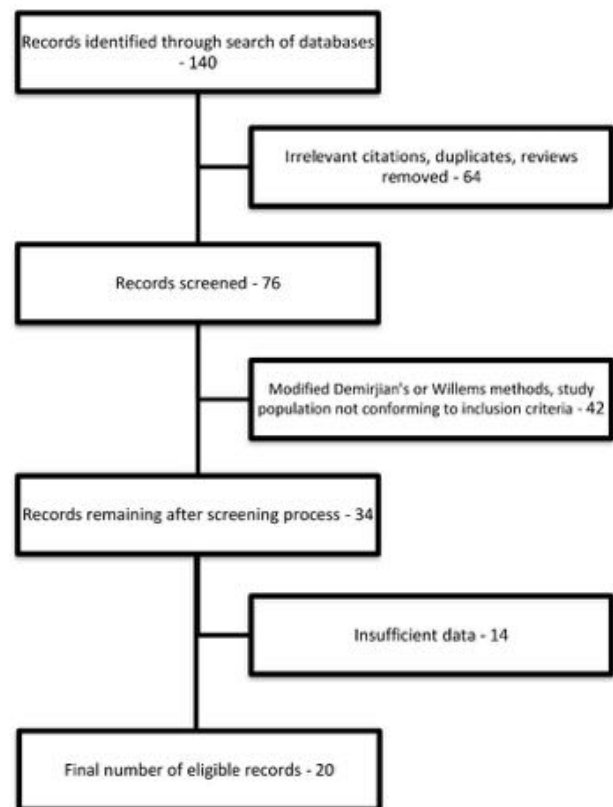 Records identified through search of databases
- 140
Irrelevant citations, duplicates, reviews
removed - 64
Records screened - 76
Modified Demirjian's or Willems methods, study
population not conforming to inclusion criteria - 42
Records remaining after screening process - 34
Insufficient data - 14
Final number of eligible records - 20